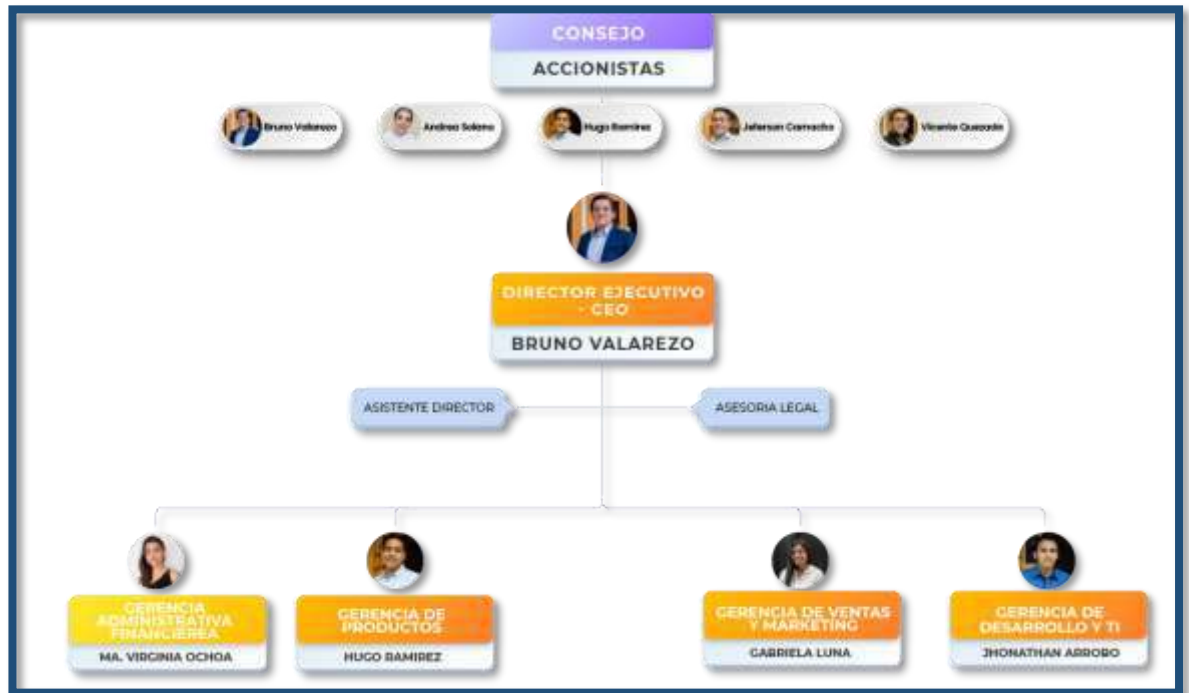 CONSEJO
ACCIONISTAS
Bruno Valarezo
Andrea Solano
Hugo Ramirez
Jeferson Camacho
Vicente Quezada
DIRECTOR EJECUTIVO
- CEO
BRUNO VALAREZO
ASISTENTE DIRECTOR
ASESORIA LEGAL
GERENCIA
ADMINISTRATIVA
FINANCIEREA
MA. VIRGINIA OCHOA
GERENCIA DE
PRODUCTOS
HUGO RAMIREZ
GERENCIA DE VENTAS
Y MARKETING
GABRIELA LUNA
GERENCIA DE
DESARROLLO Y TI
JHONATHAN ARROBO